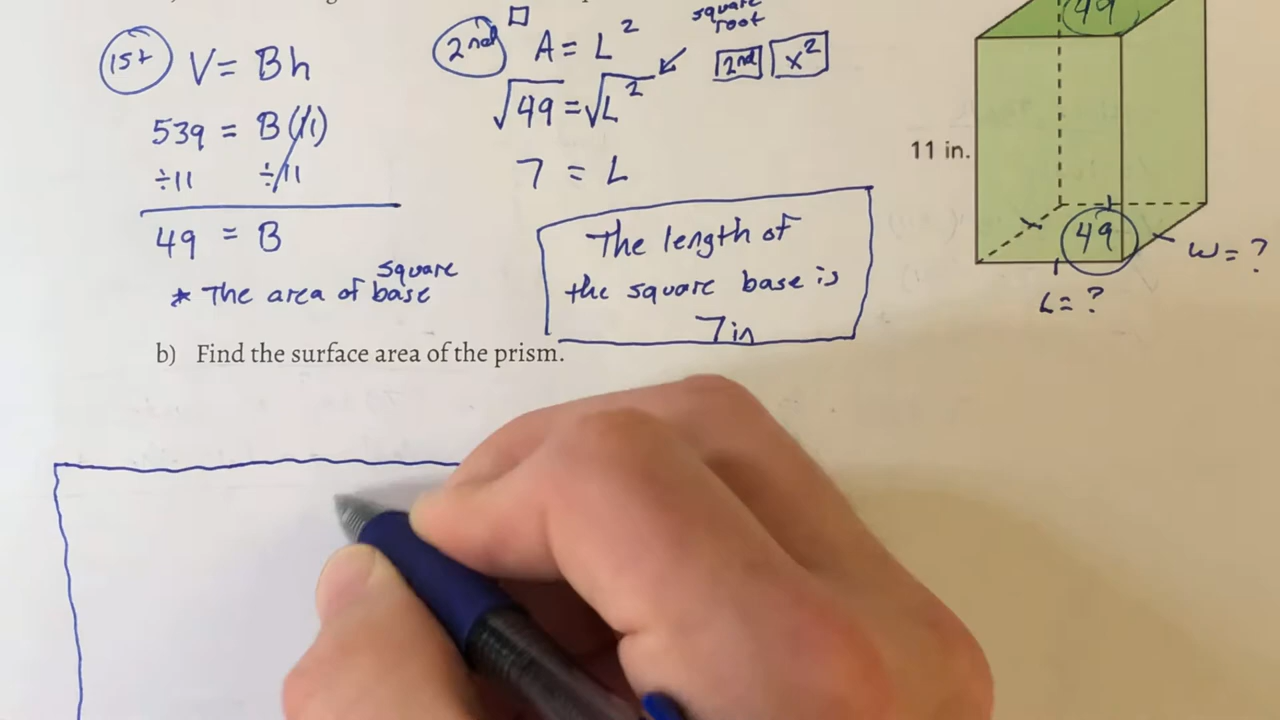 1st V = Bh
539 = B(11)
÷11 ÷11
49 = B
* The area of square base
2nd □ A = L²
square root
2nd x²
√49 = √L²
7 = L
The length of
the square base is
7in
49
11 in.
49
w = ?
L = ?
b) Find the surface area of the prism.